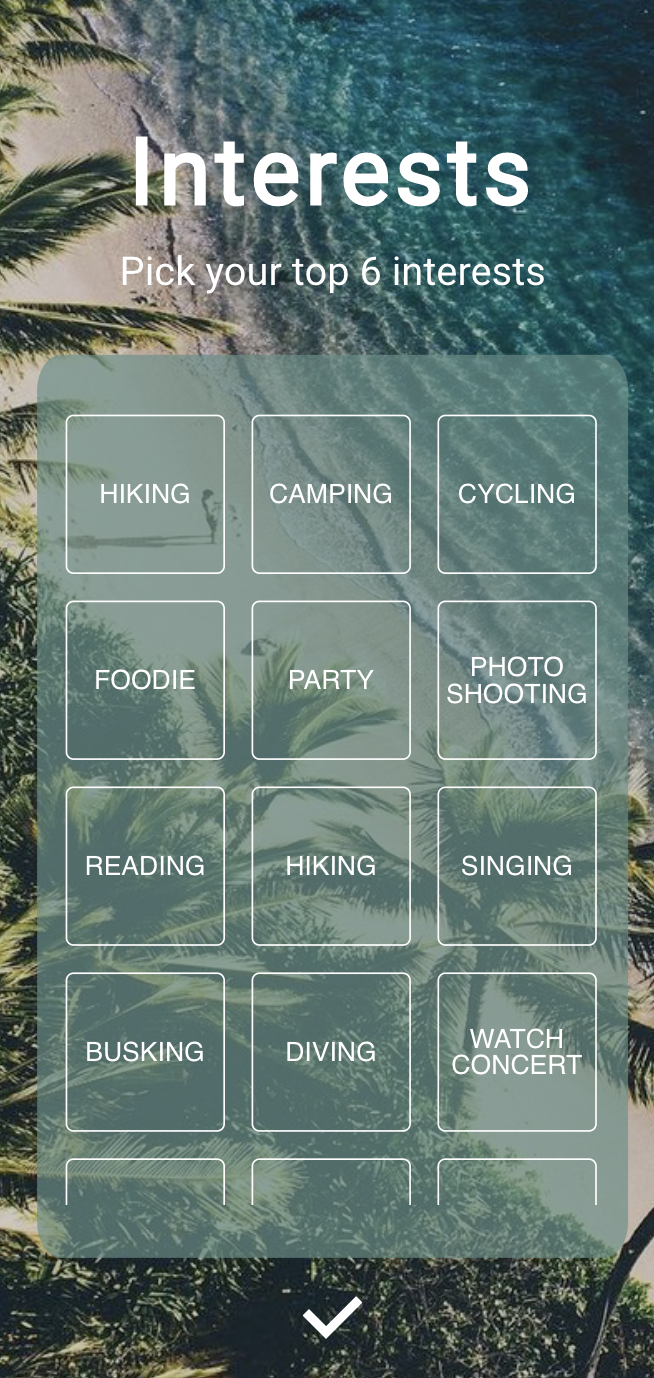 Interests
Pick your top 6 interests
HIKING
CAMPING
CYCLING
FOODIE
PARTY
PHOTO
SHOOTING
READING
HIKING
SINGING
BUSKING
DIVING
WATCH
CONCERT